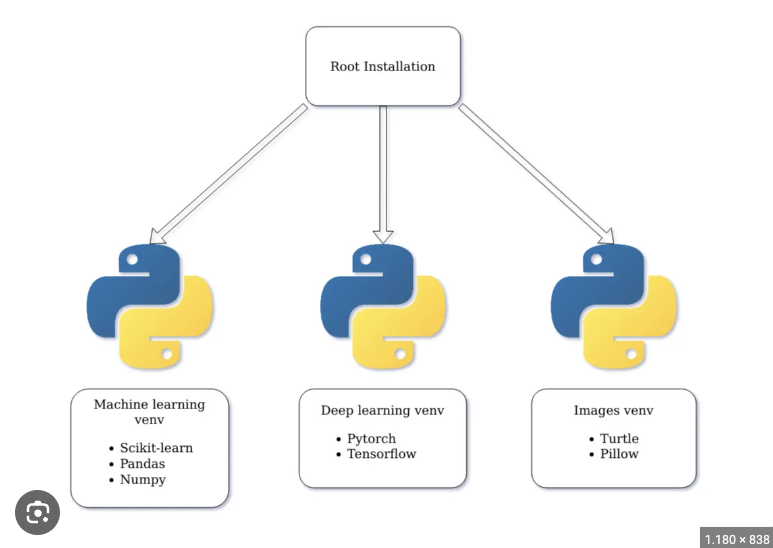 Root Installation
Machine learning
venv
• Scikit-learn
• Pandas
• Numpy
Deep learning venv
• Pytorch
• Tensorflow
Images venv
• Turtle
• Pillow
1.180 × 838